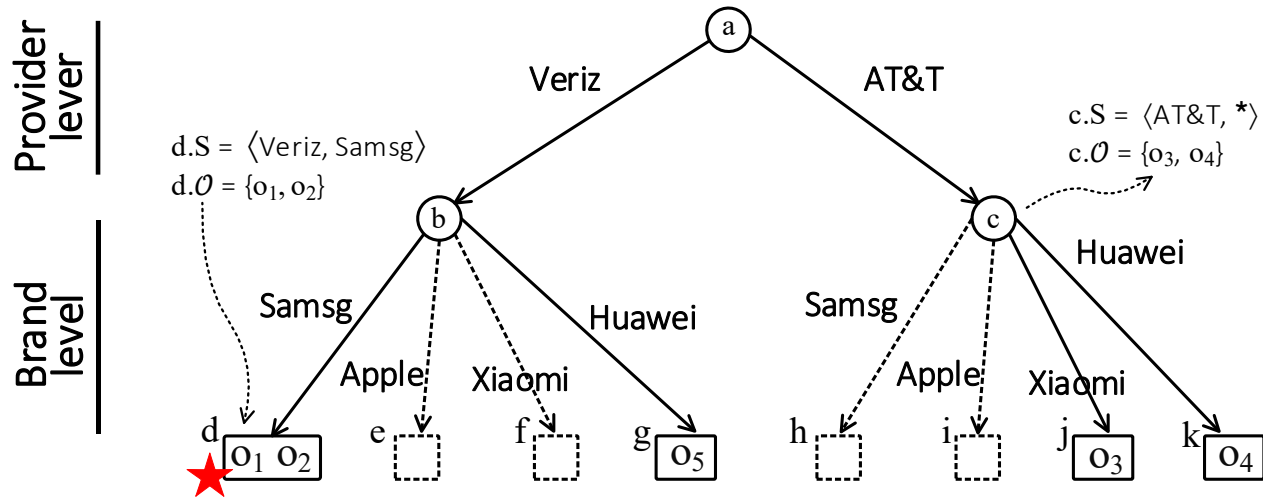 Provider
lever
a
Veriz
AT&T
d.S = ⟨Veriz, Samsg⟩
d.𝒪 = {o₁, o₂}
c.S = ⟨AT&T, *⟩
c.𝒪 = {o₃, o₄}
b
c
Brand
level
Samsg
Apple
Xiaomi
Huawei
Samsg
Apple
Xiaomi
Huawei
d
o₁ o₂
e
f
g
o₅
h
i
j
o₃
k
o₄